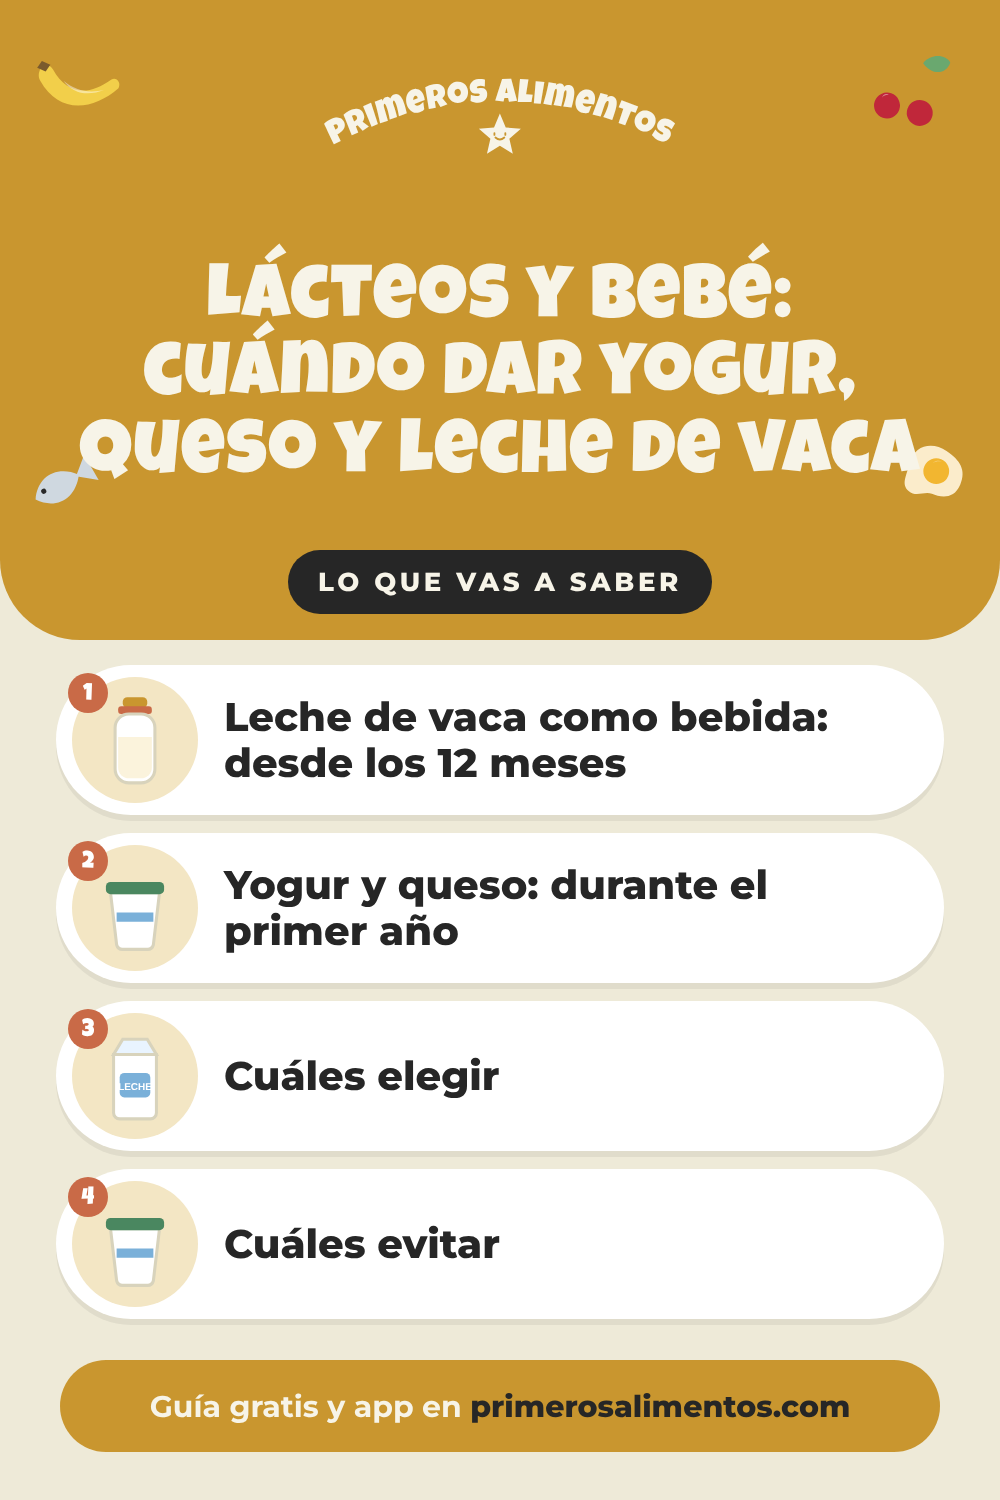 PRIMEROS ALIMENTOS
LÁCTEOS Y BEBÉ:
CUÁNDO DAR YOGUR,
QUESO Y LECHE DE VACA
LO QUE VAS A SABER
1
Leche de vaca como bebida:
desde los 12 meses
2
Yogur y queso: durante el
primer año
3
LECHE
Cuáles elegir
4
Cuáles evitar
Guía gratis y app en primerosalimentos.com